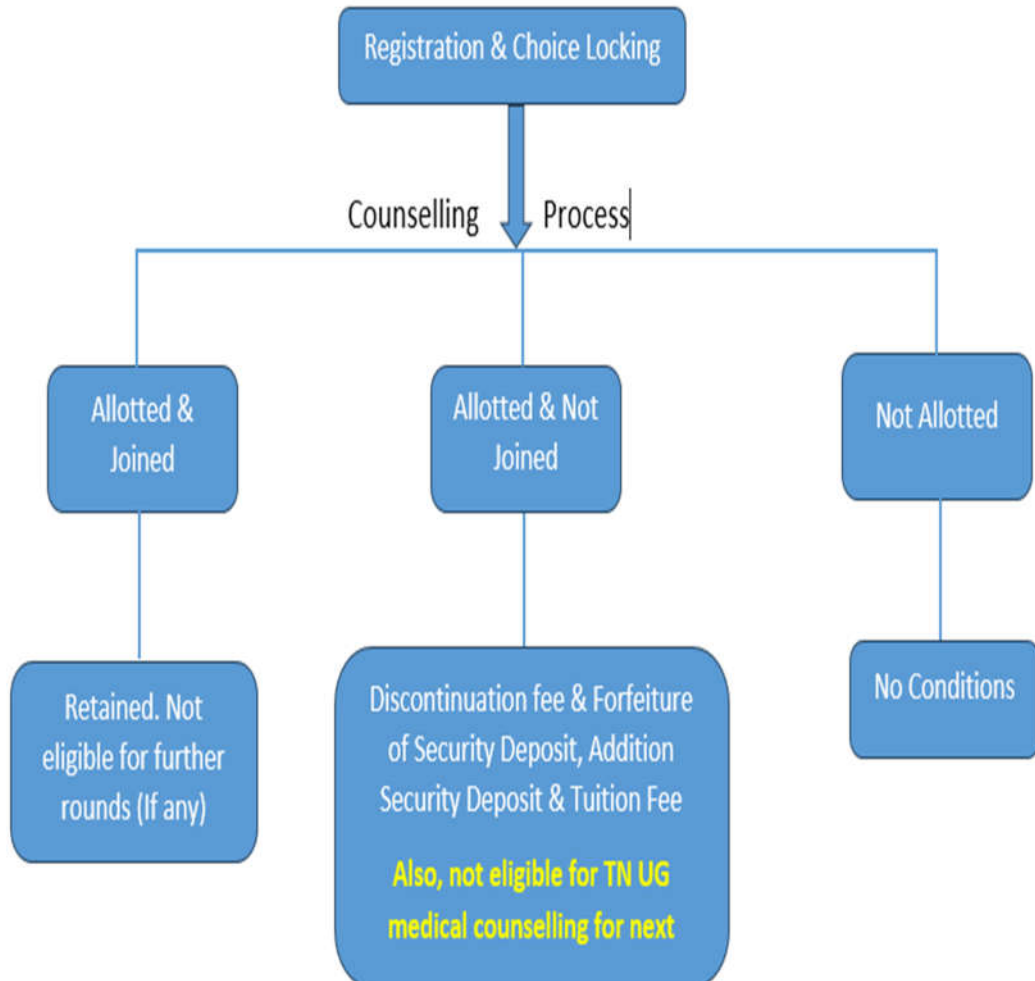 Registration & Choice Locking
Counselling Process
Allotted &
Joined
Allotted & Not
Joined
Not Allotted
Retained. Not
eligible for further
rounds (If any)
Discontinuation fee & Forfeiture
of Security Deposit, Addition
Security Deposit & Tuition Fee
Also, not eligible for TN UG
medical counselling for next
No Conditions